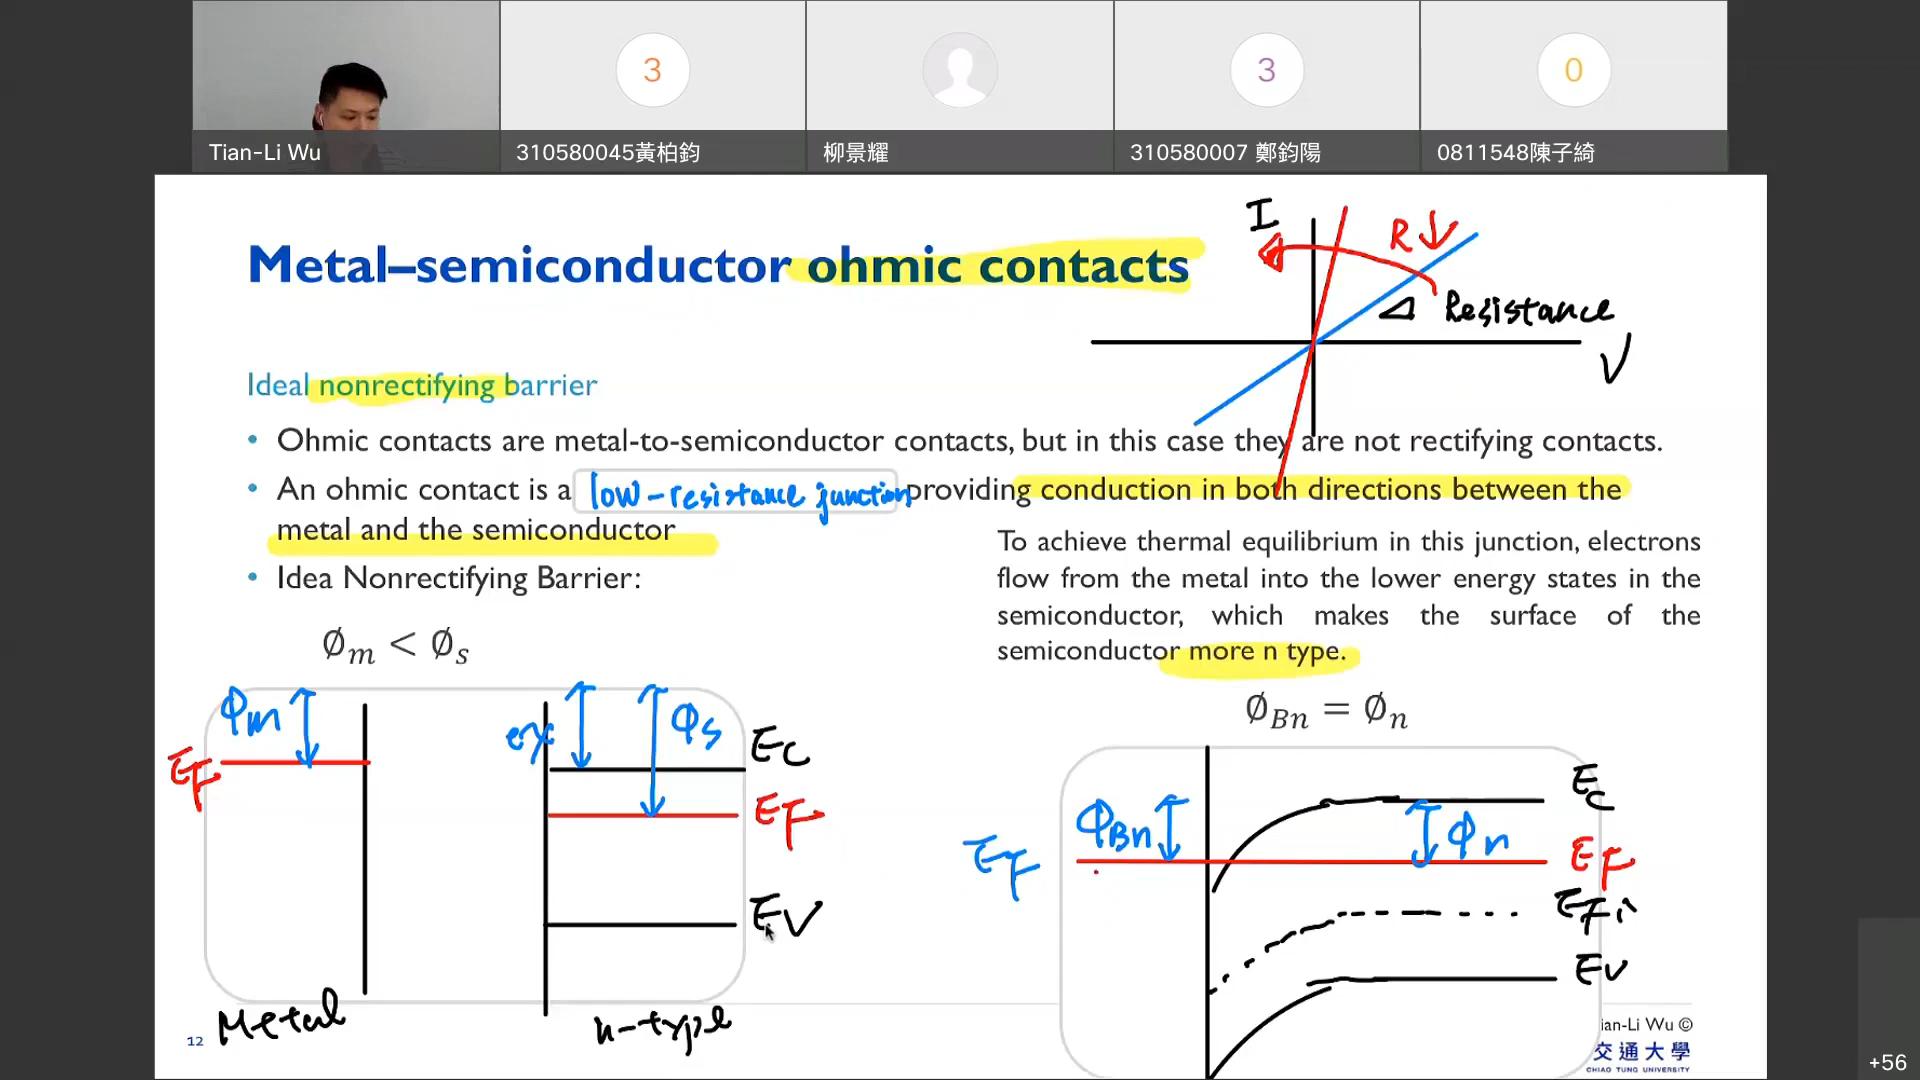 3
3
0
Tian-Li Wu
310580045黃柏鈞
柳景耀
310580007 鄭鈞陽
0811548陳子綺
Metal–semiconductor ohmic contacts
I
R↓
Resistance
V
Ideal nonrectifying barrier
• Ohmic contacts are metal-to-semiconductor contacts, but in this case they are not rectifying contacts.
• An ohmic contact is a low-resistance junction, providing conduction in both directions between the
metal and the semiconductor
• Idea Nonrectifying Barrier:
∅m < ∅s
To achieve thermal equilibrium in this junction, electrons
flow from the metal into the lower energy states in the
semiconductor, which makes the surface of the
semiconductor more n type.
∅Bn = ∅n
Φm
EF
eχ
Φs
EC
EF
EV
Metal
n-type
EF
ΦBn
Φn
EC
EF
EFi
EV
12
ian-Li Wu ©
交通大學
CHIAO TUNG UNIVERSITY
+56